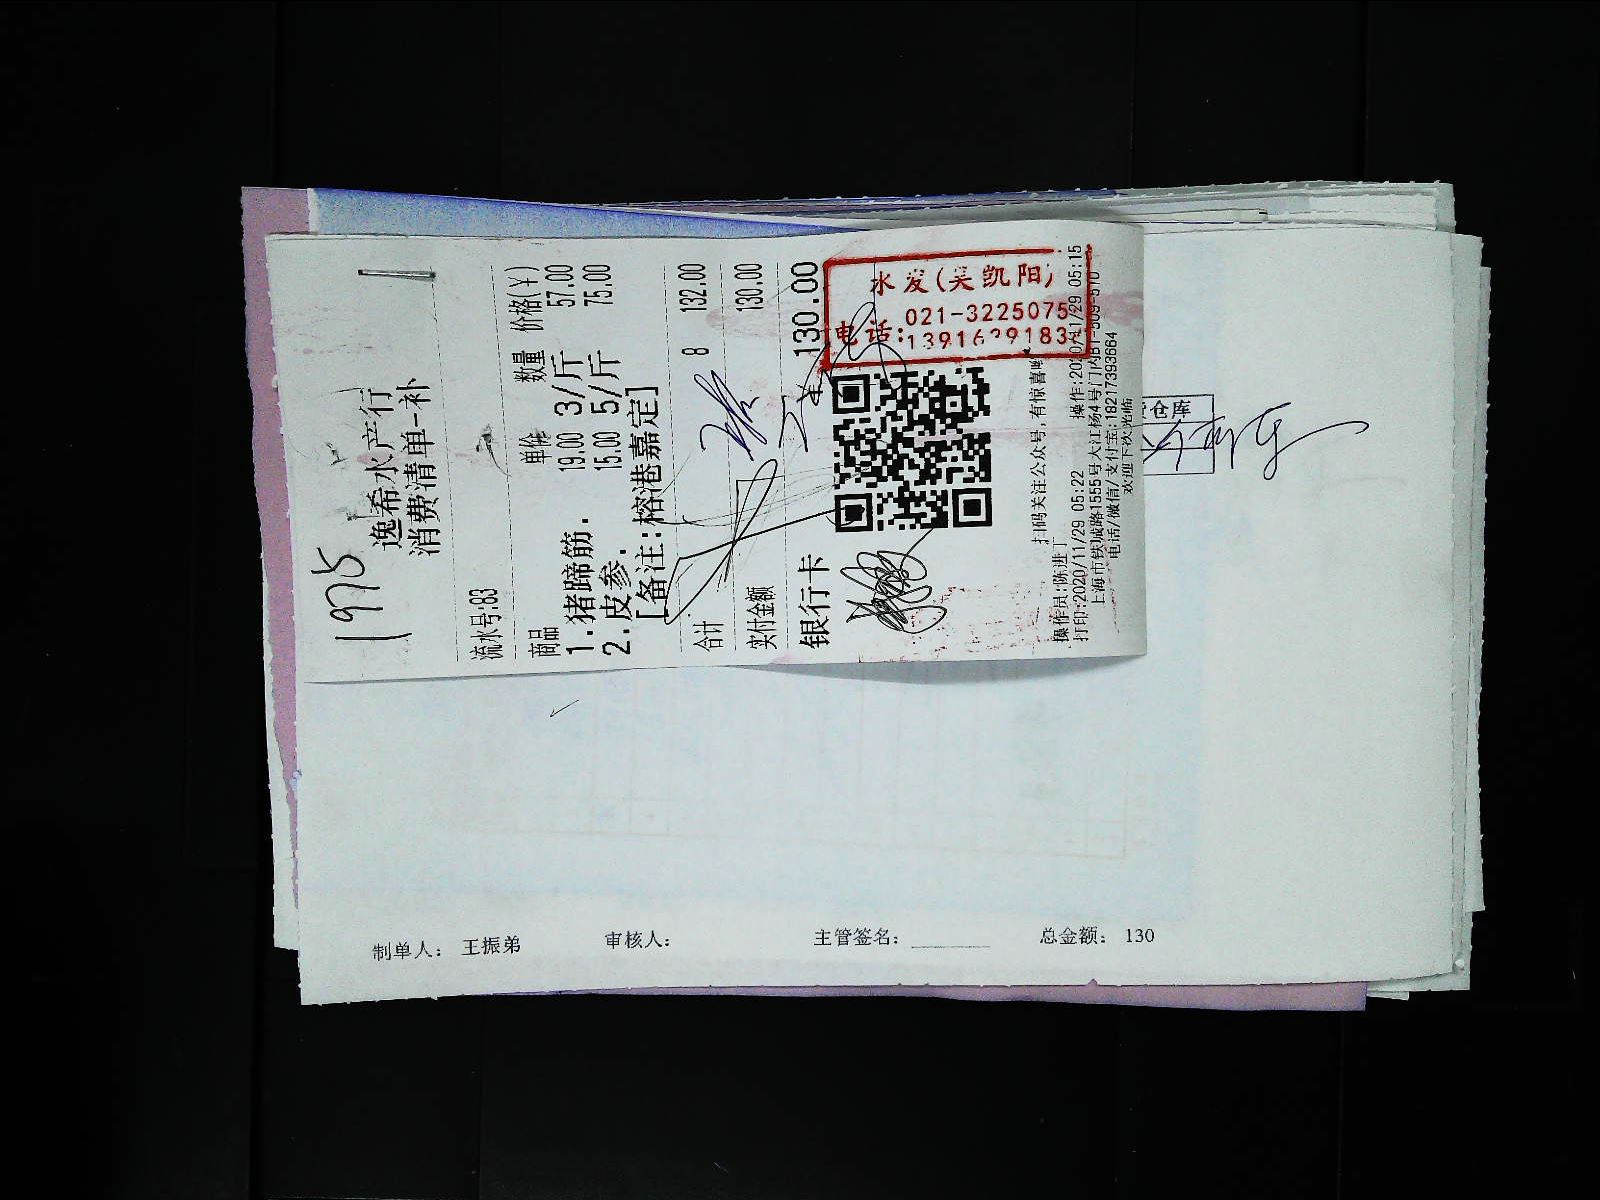 1975
逸希水产行
消费清单-补
流水号:83
商品 单价 数量 价格(¥)
1.猪蹄筋. 19.00 3/斤 57.00
2.皮参. 15.00 5/斤 75.00
[备注:榕港嘉定]
合计 8 132.00
实付金额 130.00
银行卡 130.00
水发(吴凯阳)
021-3225075
电话:
扫码关注公众号,有惊喜哟
操作员:陈进丁 操作:2020/11/29 05:15
打印:2020/11/29 05:22
上海市铁城路1555号大江杨4号门内B1-509-510
电话/微信/支付宝:18217393664
欢迎下次光临
仓库
制单人: 王振弟 审核人: 主管签名: 总金额: 130